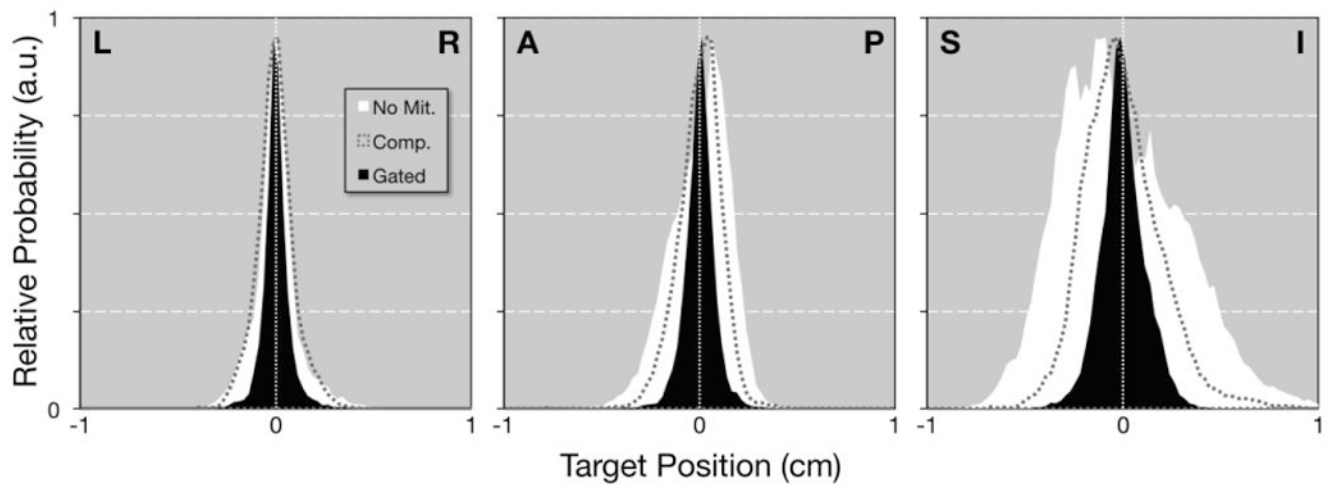 Relative Probability (a.u.)
1
0
L R
No Mit.
Comp.
Gated
A P
S I
-1 0 1
-1 0 1
-1 0 1
Target Position (cm)